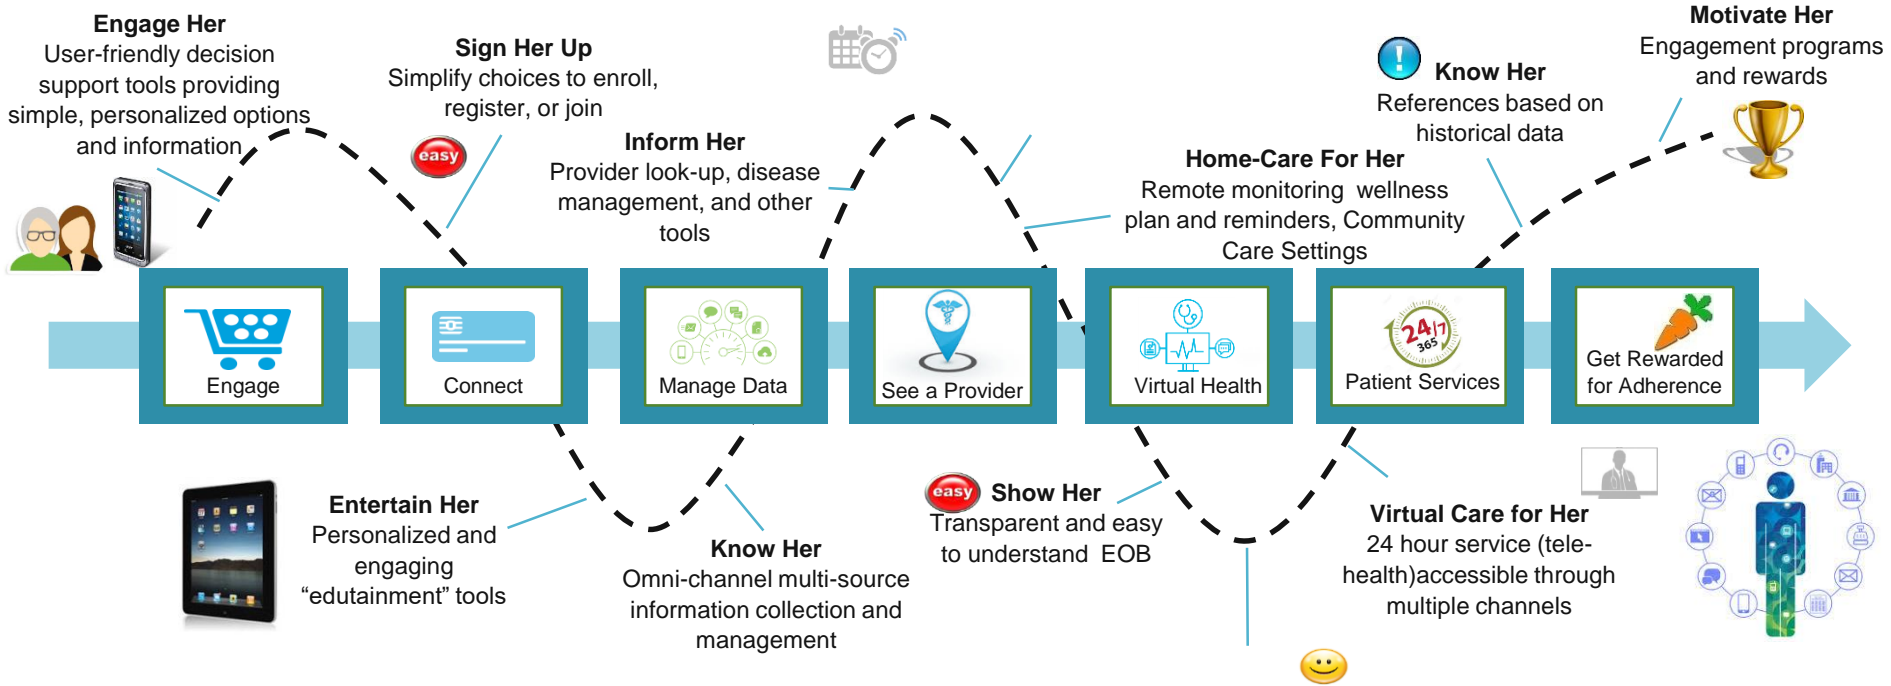 Engage Her
User-friendly decision
support tools providing
simple, personalized options
and information
Sign Her Up
Simplify choices to enroll,
register, or join
easy
Inform Her
Provider look-up, disease
management, and other
tools
Home-Care For Her
Remote monitoring  wellness
plan and reminders, Community
Care Settings
!
Know Her
References based on
historical data
Motivate Her
Engagement programs
and rewards
Engage
Connect
Manage Data
See a Provider
Virtual Health
24/7
365
Patient Services
Get Rewarded
for Adherence
Entertain Her
Personalized and
engaging
“edutainment” tools
Know Her
Omni-channel multi-source
information collection and
management
easy
Show Her
Transparent and easy
to understand  EOB
Virtual Care for Her
24 hour service (tele-
health)accessible through
multiple channels